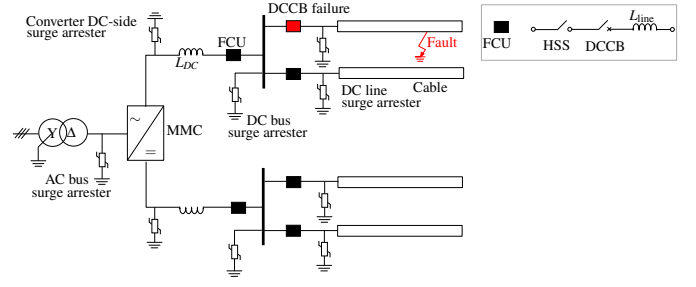 Converter DC-side
surge arrester
DCCB failure
FCU
L_DC
Fault
Cable
DC line
surge arrester
DC bus
surge arrester
Y Δ
∼
=
MMC
AC bus
surge arrester
FCU
FCU
HSS
DCCB
L_line